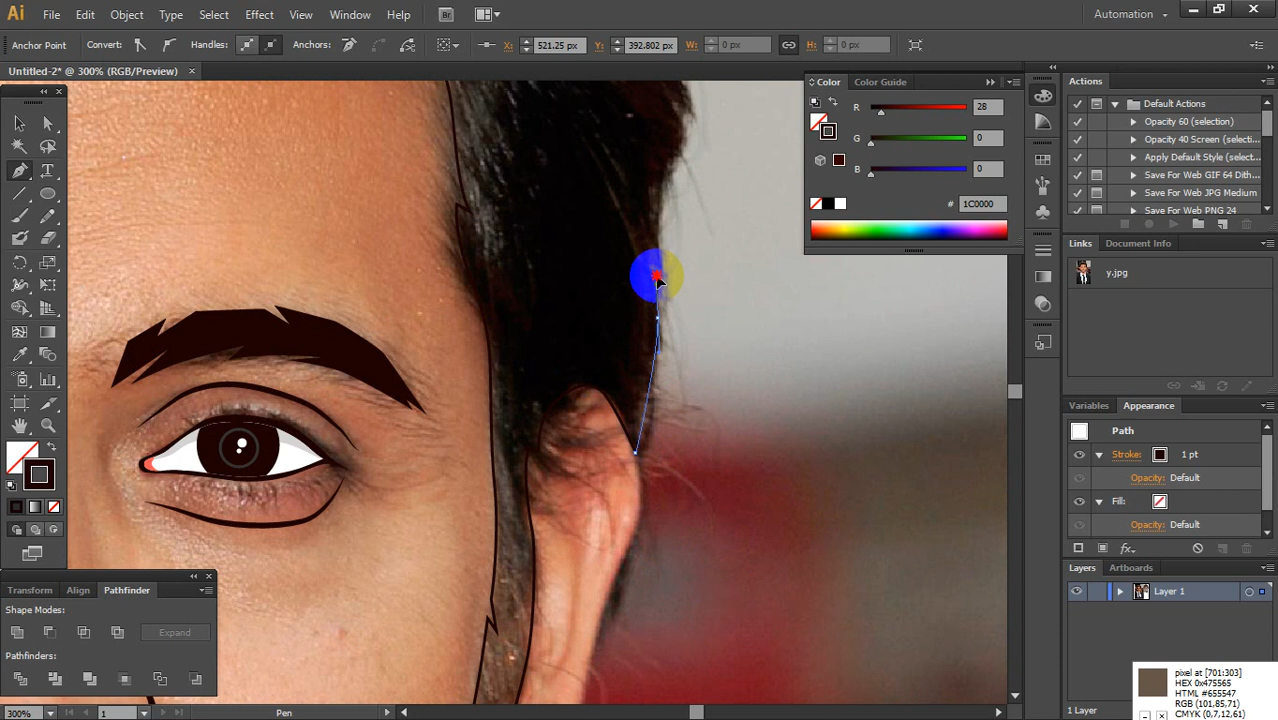 Ai File Edit Object Type Select Effect View Window Help Br Automation
Anchor Point Convert: Handles: Anchors: X: 521.25 px Y: 392.802 px W: 0 px H: 0 px
Untitled-2* @ 300% (RGB/Preview) ×
Color Color Guide
R 28
G 0
B 0
# 1C0000
Actions
Default Actions
Opacity 60 (selection)
Opacity 40 Screen (selecti...
Apply Default Style (select...
Save For Web GIF 64 Dith...
Save For Web JPG Medium
Save For Web PNG 24
Links Document Info
y.jpg
Variables Appearance
Path
Stroke: 1 pt
Opacity: Default
Fill:
Opacity: Default
fx
Layers Artboards
Layer 1
Transform Align Pathfinder
Shape Modes:
Expand
Pathfinders:
pixel at [701:303]
HEX 0x475565
HTML #655547
RGB (101,85,71)
CMYK (0,7,12,61)
300% 1 Pen
1 Layer